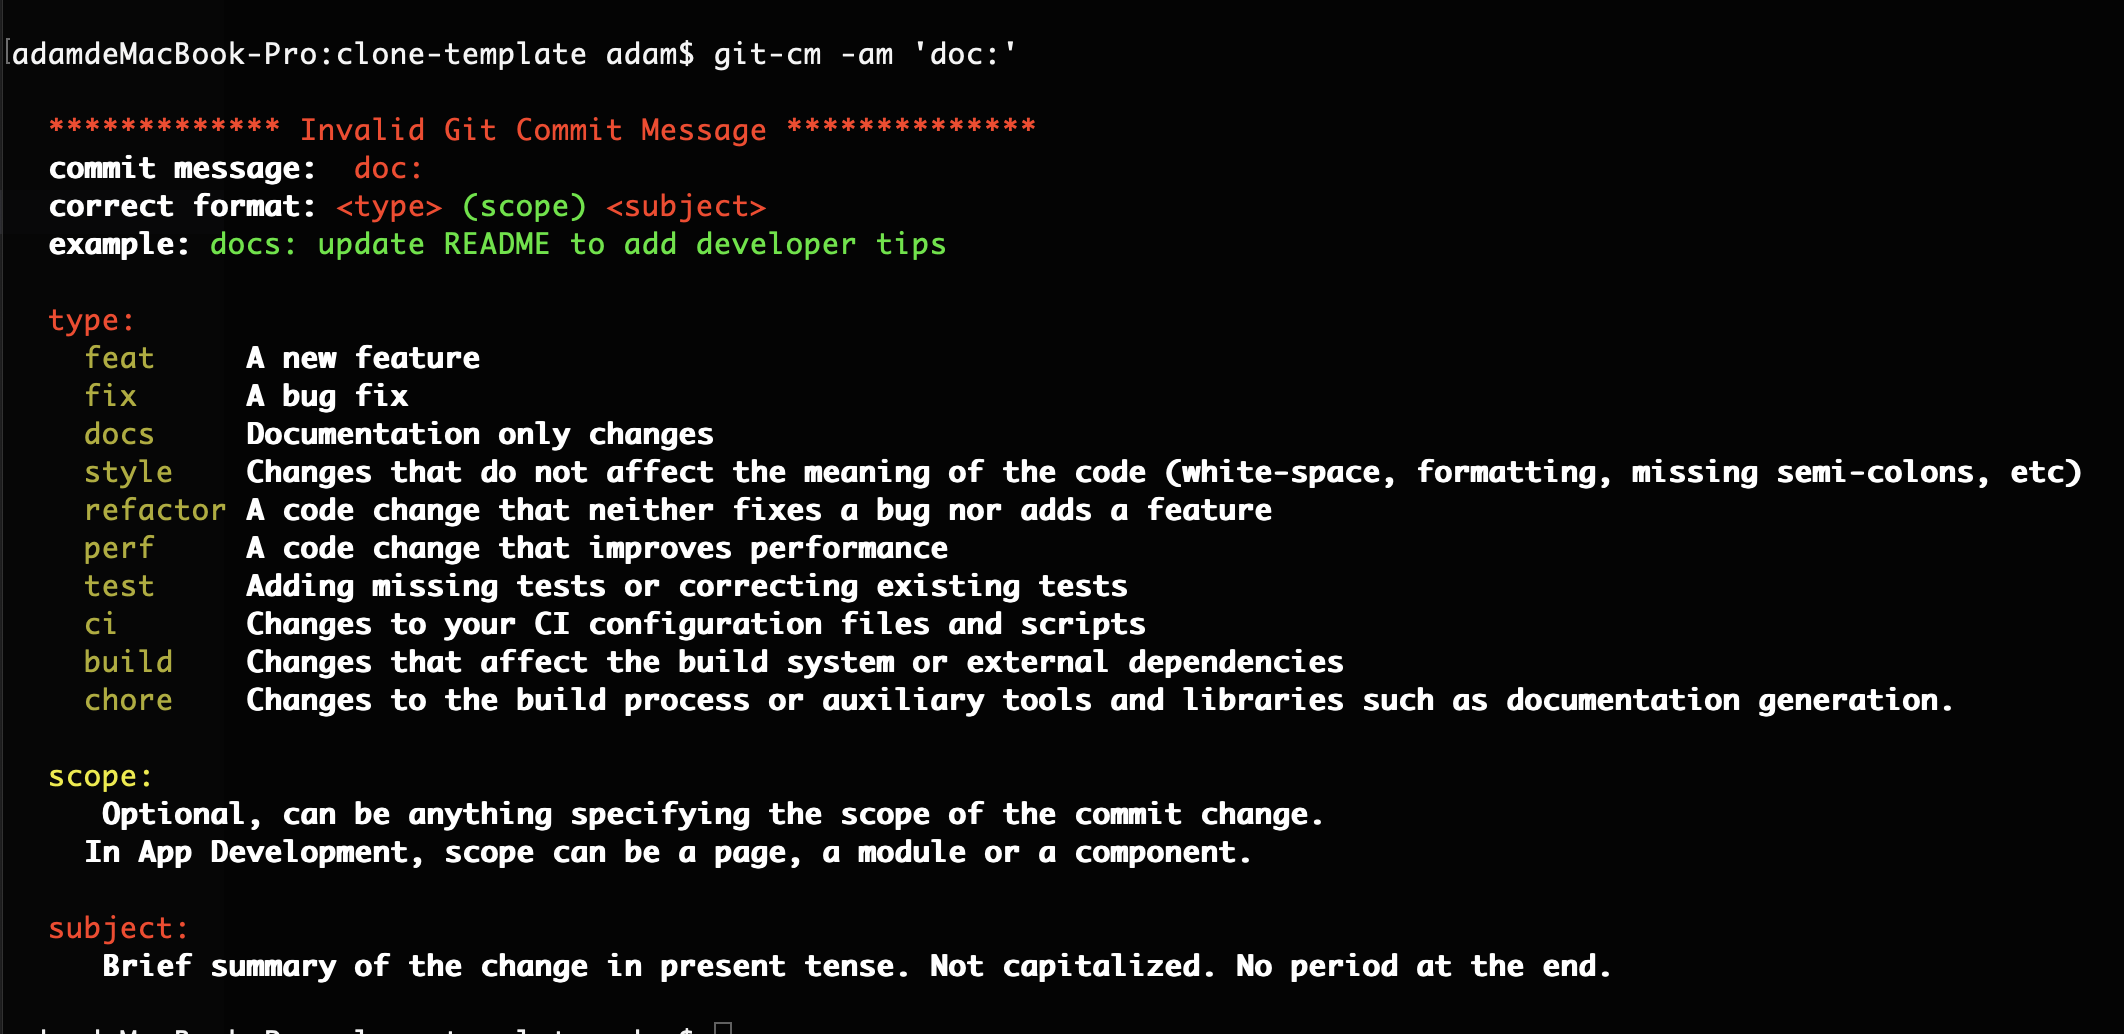 adamdeMacBook-Pro:clone-template adam$ git-cm -am 'doc:'
************* Invalid Git Commit Message **************
commit message:  doc:
correct format: <type> (scope) <subject>
example: docs: update README to add developer tips
type:
feat     A new feature
fix      A bug fix
docs     Documentation only changes
style    Changes that do not affect the meaning of the code (white-space, formatting, missing semi-colons, etc)
refactor A code change that neither fixes a bug nor adds a feature
perf     A code change that improves performance
test     Adding missing tests or correcting existing tests
ci       Changes to your CI configuration files and scripts
build    Changes that affect the build system or external dependencies
chore    Changes to the build process or auxiliary tools and libraries such as documentation generation.
scope:
Optional, can be anything specifying the scope of the commit change.
In App Development, scope can be a page, a module or a component.
subject:
Brief summary of the change in present tense. Not capitalized. No period at the end.